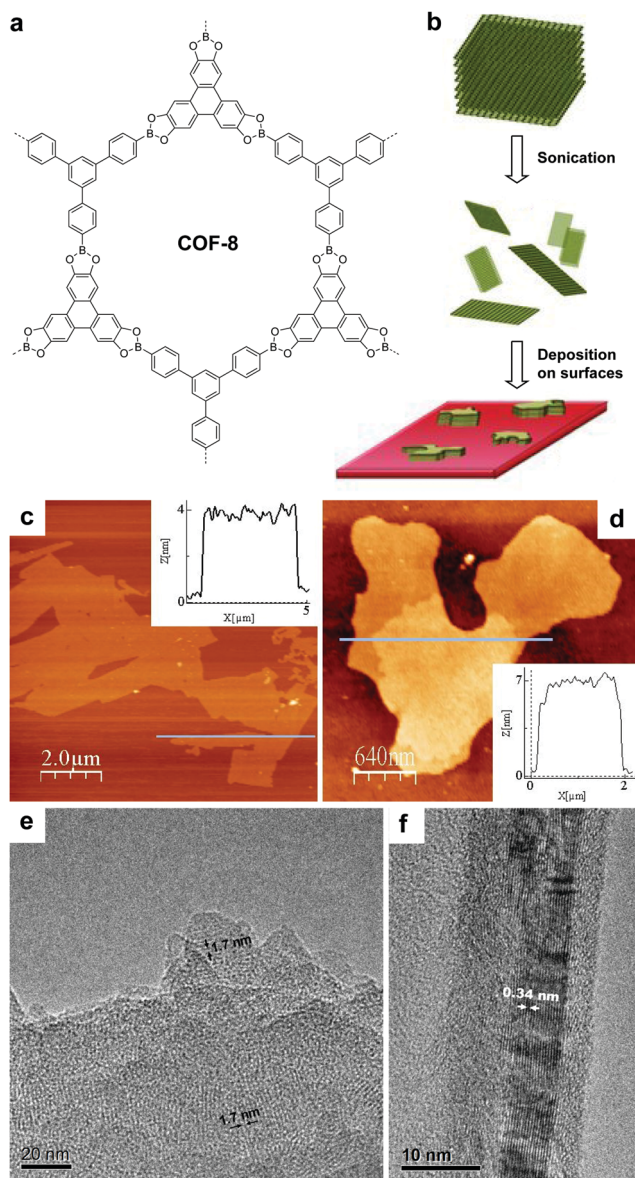 a
b
B
O O
O
B
O
O
B
O
B
B
O O
O O
COF-8
O
B
O
O
B
O
O
B
O
O
B
O
Sonication
Deposition
on surfaces
c
4
Z[nm]
0
X[µm]
5
2.0µm
d
640nm
7
Z[nm]
0
0
X[µm]
2
e
1.7 nm
1.7 nm
20 nm
f
0.34 nm
10 nm